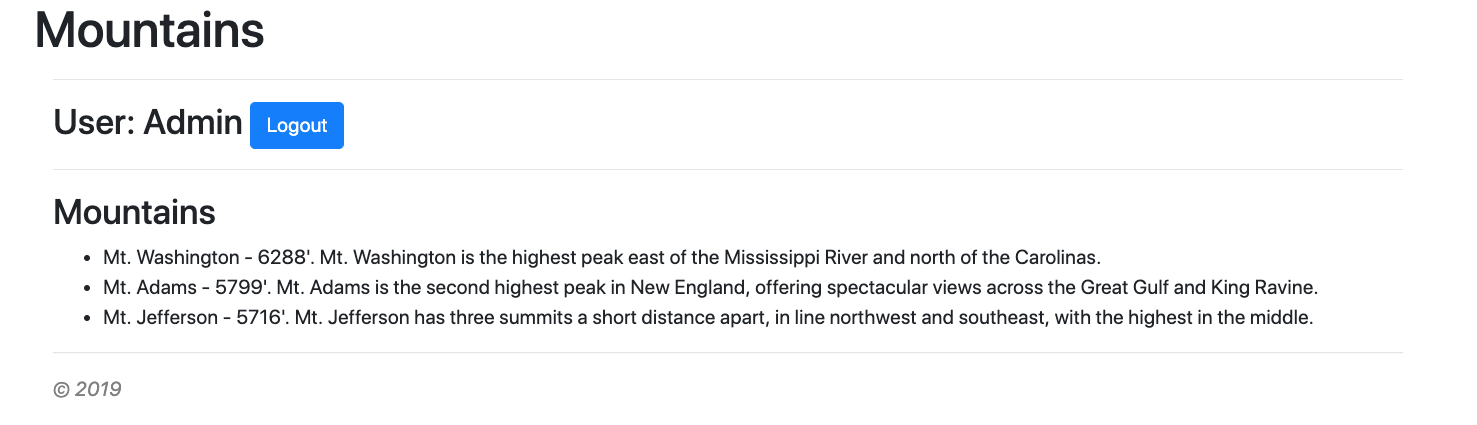 Mountains
User: Admin Logout
Mountains
• Mt. Washington - 6288'. Mt. Washington is the highest peak east of the Mississippi River and north of the Carolinas.
• Mt. Adams - 5799'. Mt. Adams is the second highest peak in New England, offering spectacular views across the Great Gulf and King Ravine.
• Mt. Jefferson - 5716'. Mt. Jefferson has three summits a short distance apart, in line northwest and southeast, with the highest in the middle.
© 2019